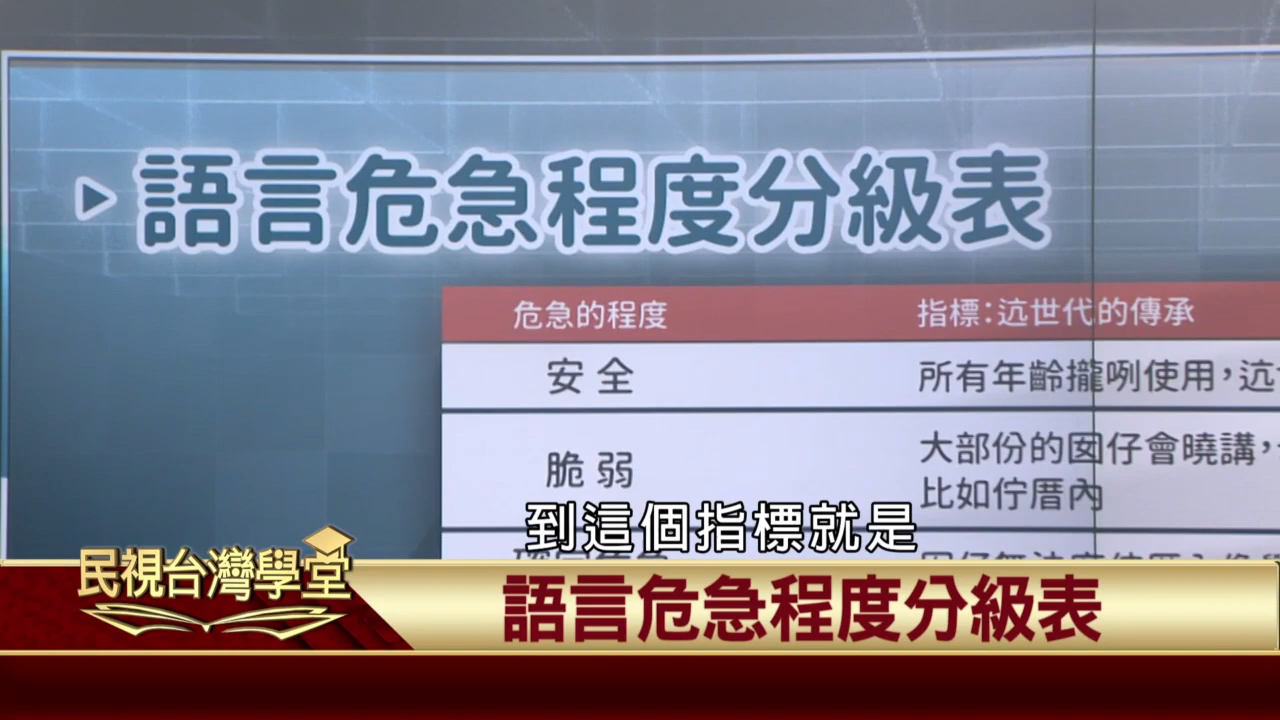 語言危急程度分級表
危急的程度 指標:迒世代的傳承
安全 所有年齡攏咧使用,迒
脆弱 大部份的囡仔會曉講,
比如佇厝內
到這個指標就是
民視台灣學堂
語言危急程度分級表